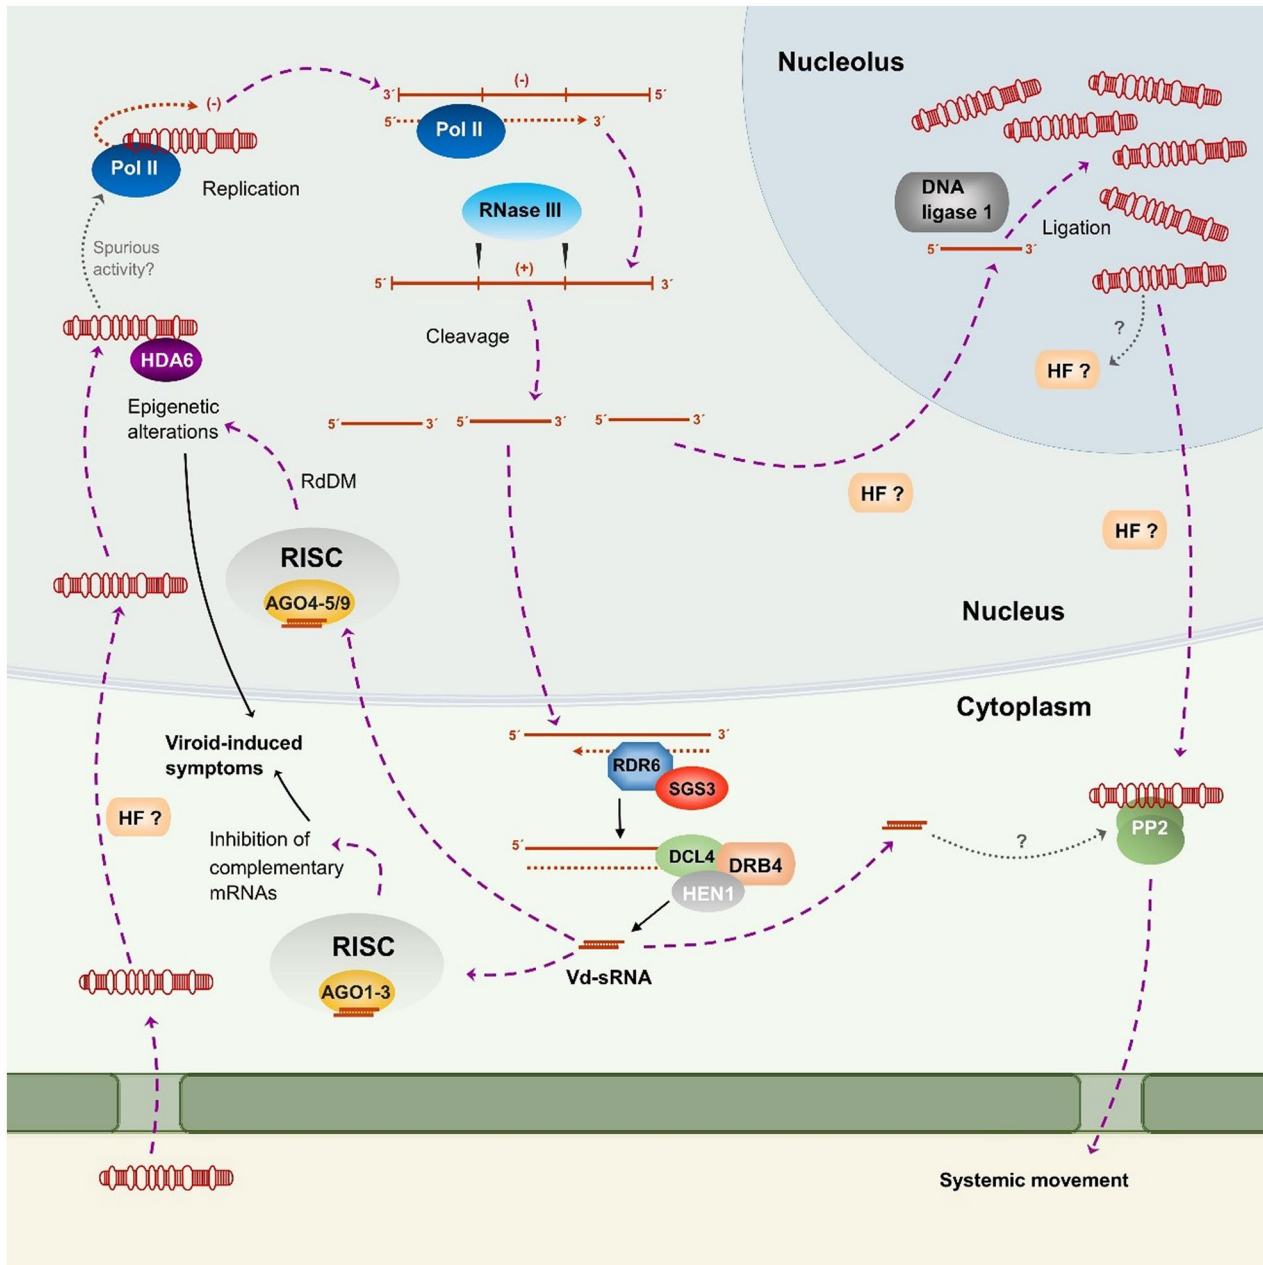 Nucleolus
(-)
3´
(-)
5´
5´
Pol II
3´
Pol II
Replication
RNase III
DNA
ligase 1
5´
3´
Ligation
Spurious
activity?
5´
(+)
3´
Cleavage
?
HF ?
HDA6
Epigenetic
alterations
5´
3´
5´
3´
5´
3´
RdDM
HF ?
HF ?
RISC
AGO4-5/9
Nucleus
Cytoplasm
Viroid-induced
symptoms
5´
3´
RDR6
SGS3
HF ?
Inhibition of
complementary
mRNAs
5´
DCL4
DRB4
HEN1
?
PP2
RISC
AGO1-3
Vd-sRNA
Systemic movement